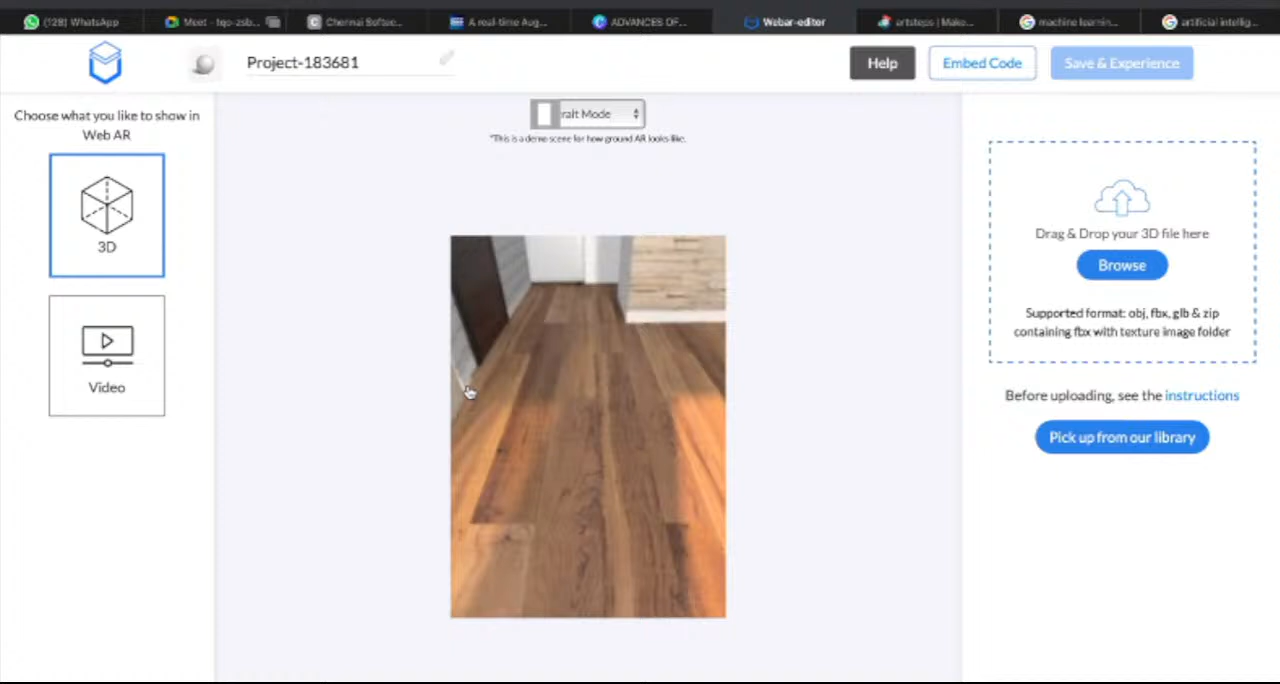 (128) WhatsApp
Meet - tqo-zsb...
Chennai Softwc...
A real-time Aug...
ADVANCES OF...
Webar-editor
artsteps | Make...
machine learnin...
artificial intellig...
Project-183681
Help
Embed Code
Save & Experience
Choose what you like to show in
Web AR
3D
Video
rait Mode
*This is a demo scene for how ground AR looks like.
Drag & Drop your 3D file here
Browse
Supported format: obj, fbx, glb & zip
containing fbx with texture image folder
Before uploading, see the instructions
Pick up from our library